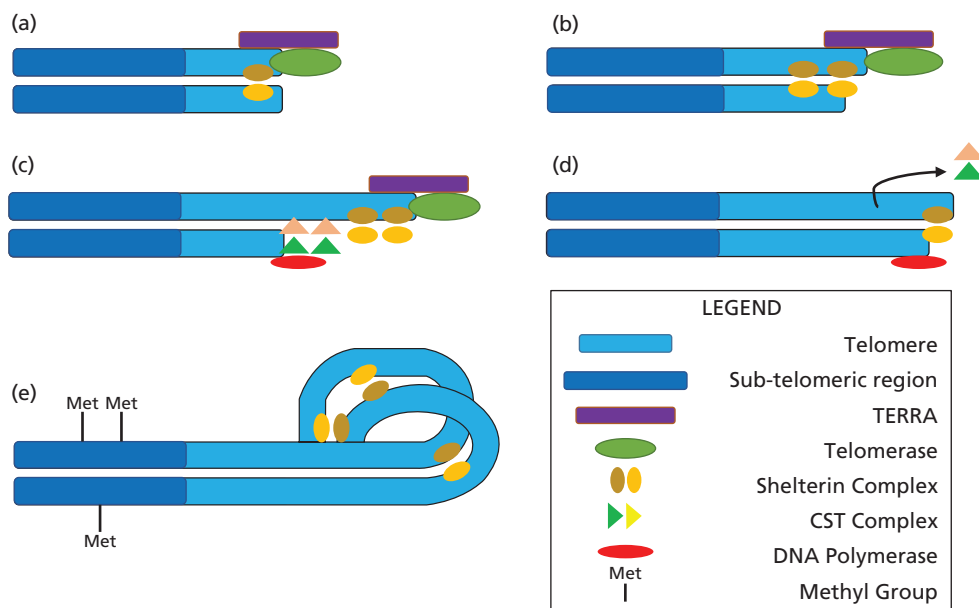 (a)
(b)
(c)
(d)
(e)
Met Met
Met
LEGEND
Telomere
Sub-telomeric region
TERRA
Telomerase
Shelterin Complex
CST Complex
DNA Polymerase
Met
Methyl Group